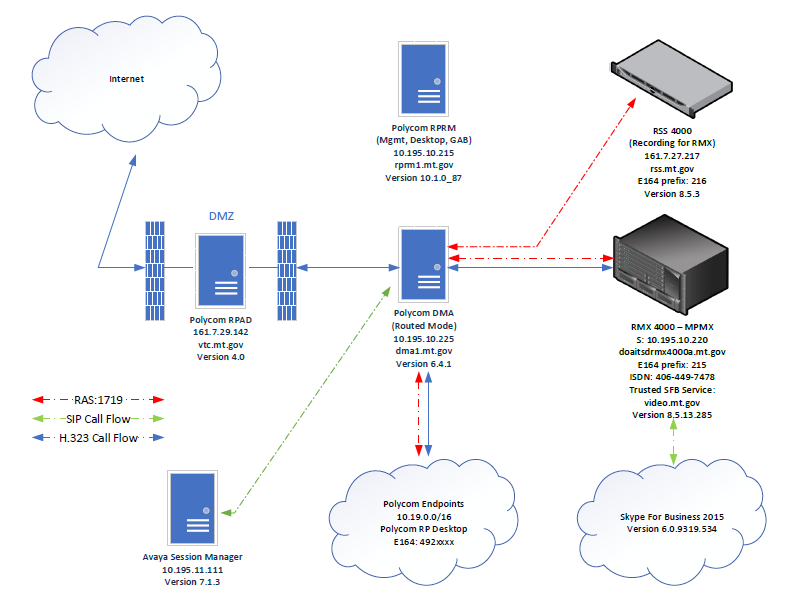 Internet
Polycom RPRM
(Mgmt, Desktop, GAB)
10.195.10.215
rprm1.mt.gov
Version 10.1.0_87
RSS 4000
(Recording for RMX)
161.7.27.217
rss.mt.gov
E164 prefix: 216
Version 8.5.3
DMZ
Polycom RPAD
161.7.29.142
vtc.mt.gov
Version 4.0
Polycom DMA
(Routed Mode)
10.195.10.225
dma1.mt.gov
Version 6.4.1
RMX 4000 – MPMX
S: 10.195.10.220
doaitsdrmx4000a.mt.gov
E164 prefix: 215
ISDN: 406-449-7478
Trusted SFB Service:
video.mt.gov
Version 8.5.13.285
RAS:1719
SIP Call Flow
H.323 Call Flow
Avaya Session Manager
10.195.11.111
Version 7.1.3
Polycom Endpoints
10.19.0.0/16
Polycom RP Desktop
E164: 492xxxx
Skype For Business 2015
Version 6.0.9319.534